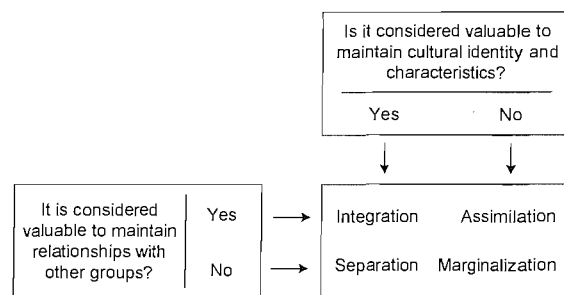 Is it considered valuable to
maintain cultural identity and
characteristics?
Yes No
It is considered
valuable to maintain
relationships with
other groups?
Yes
No
Integration Assimilation
Separation Marginalization